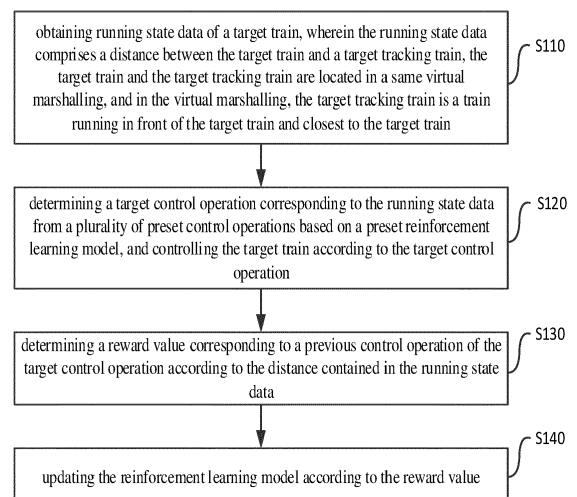 obtaining running state data of a target train, wherein the running state data
comprises a distance between the target train and a target tracking train, the
target train and the target tracking train are located in a same virtual
marshalling, and in the virtual marshalling, the target tracking train is a train
running in front of the target train and closest to the target train
S110
determining a target control operation corresponding to the running state data
from a plurality of preset control operations based on a preset reinforcement
learning model, and controlling the target train according to the target control
operation
S120
determining a reward value corresponding to a previous control operation of the
target control operation according to the distance contained in the running state
data
S130
updating the reinforcement learning model according to the reward value
S140